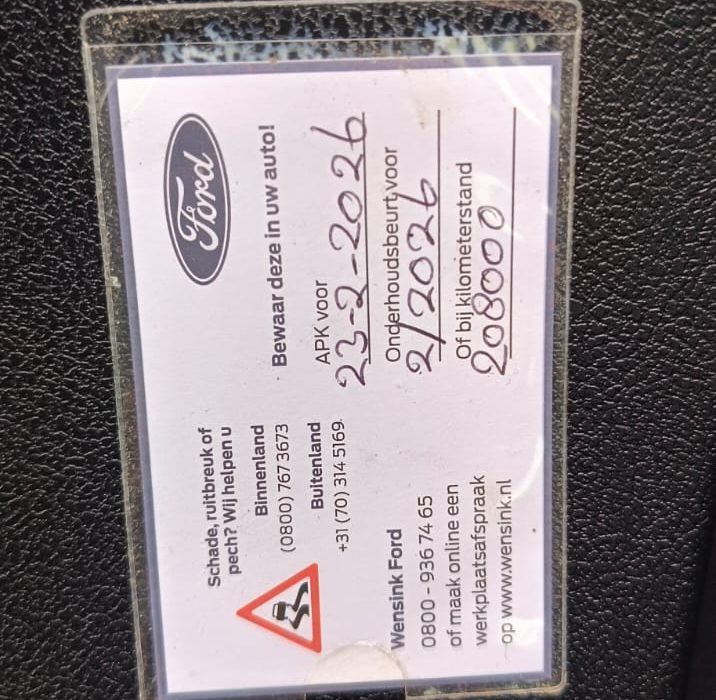 Schade, ruitbreuk of
pech? Wij helpen u
Binnenland
(0800) 767 3673
Buitenland
+31 (70) 314 5169.
Wensink Ford
0800 - 936 74 65
of maak online een
werkplaatsafspraak
op www.wensink.nl
Ford
Bewaar deze in uw auto!
APK voor
23-2-2026
Onderhoudsbeurt voor
2/2026
Of bij kilometerstand
208000